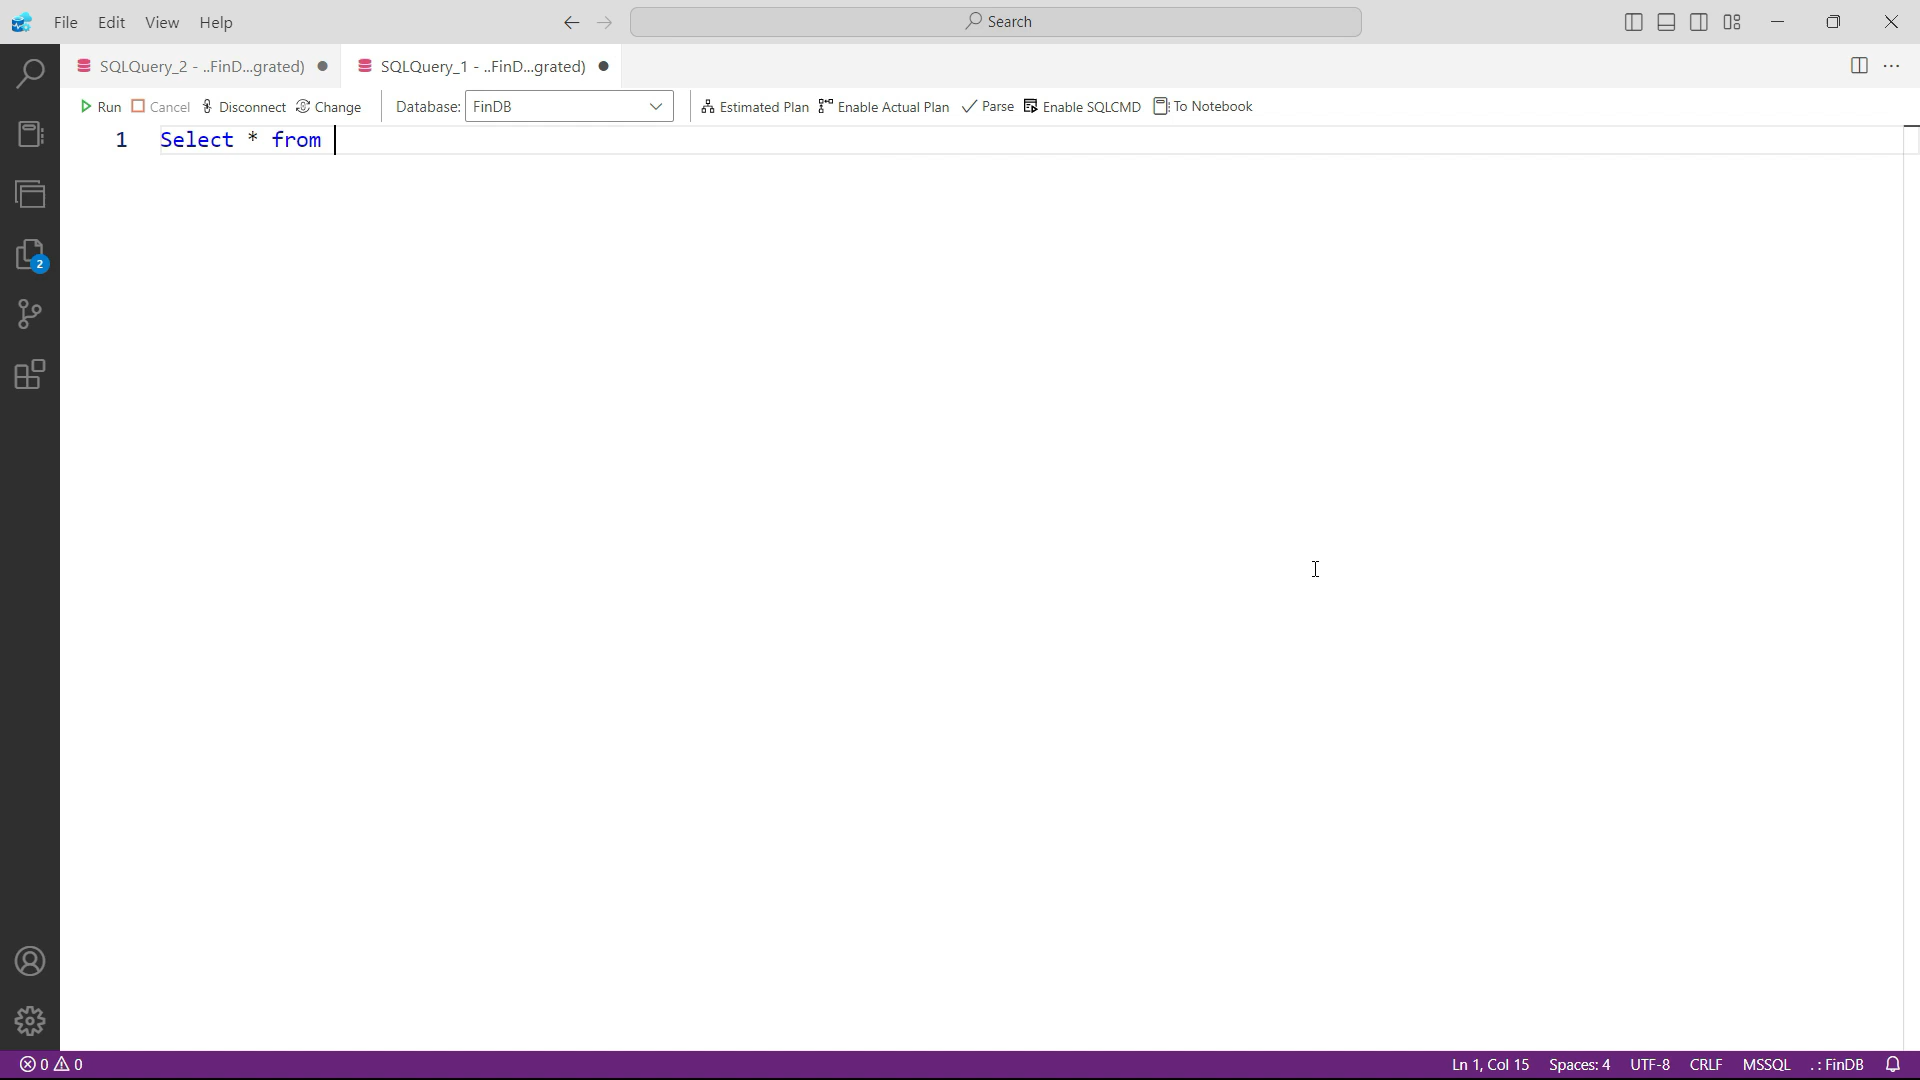 File Edit View Help
Search
SQLQuery_2 - ..FinD...grated)
SQLQuery_1 - ..FinD...grated)
Run Cancel Disconnect Change Database: FinDB Estimated Plan Enable Actual Plan Parse Enable SQLCMD To Notebook
1 Select * from
2
0 0 Ln 1, Col 15 Spaces: 4 UTF-8 CRLF MSSQL . : FinDB